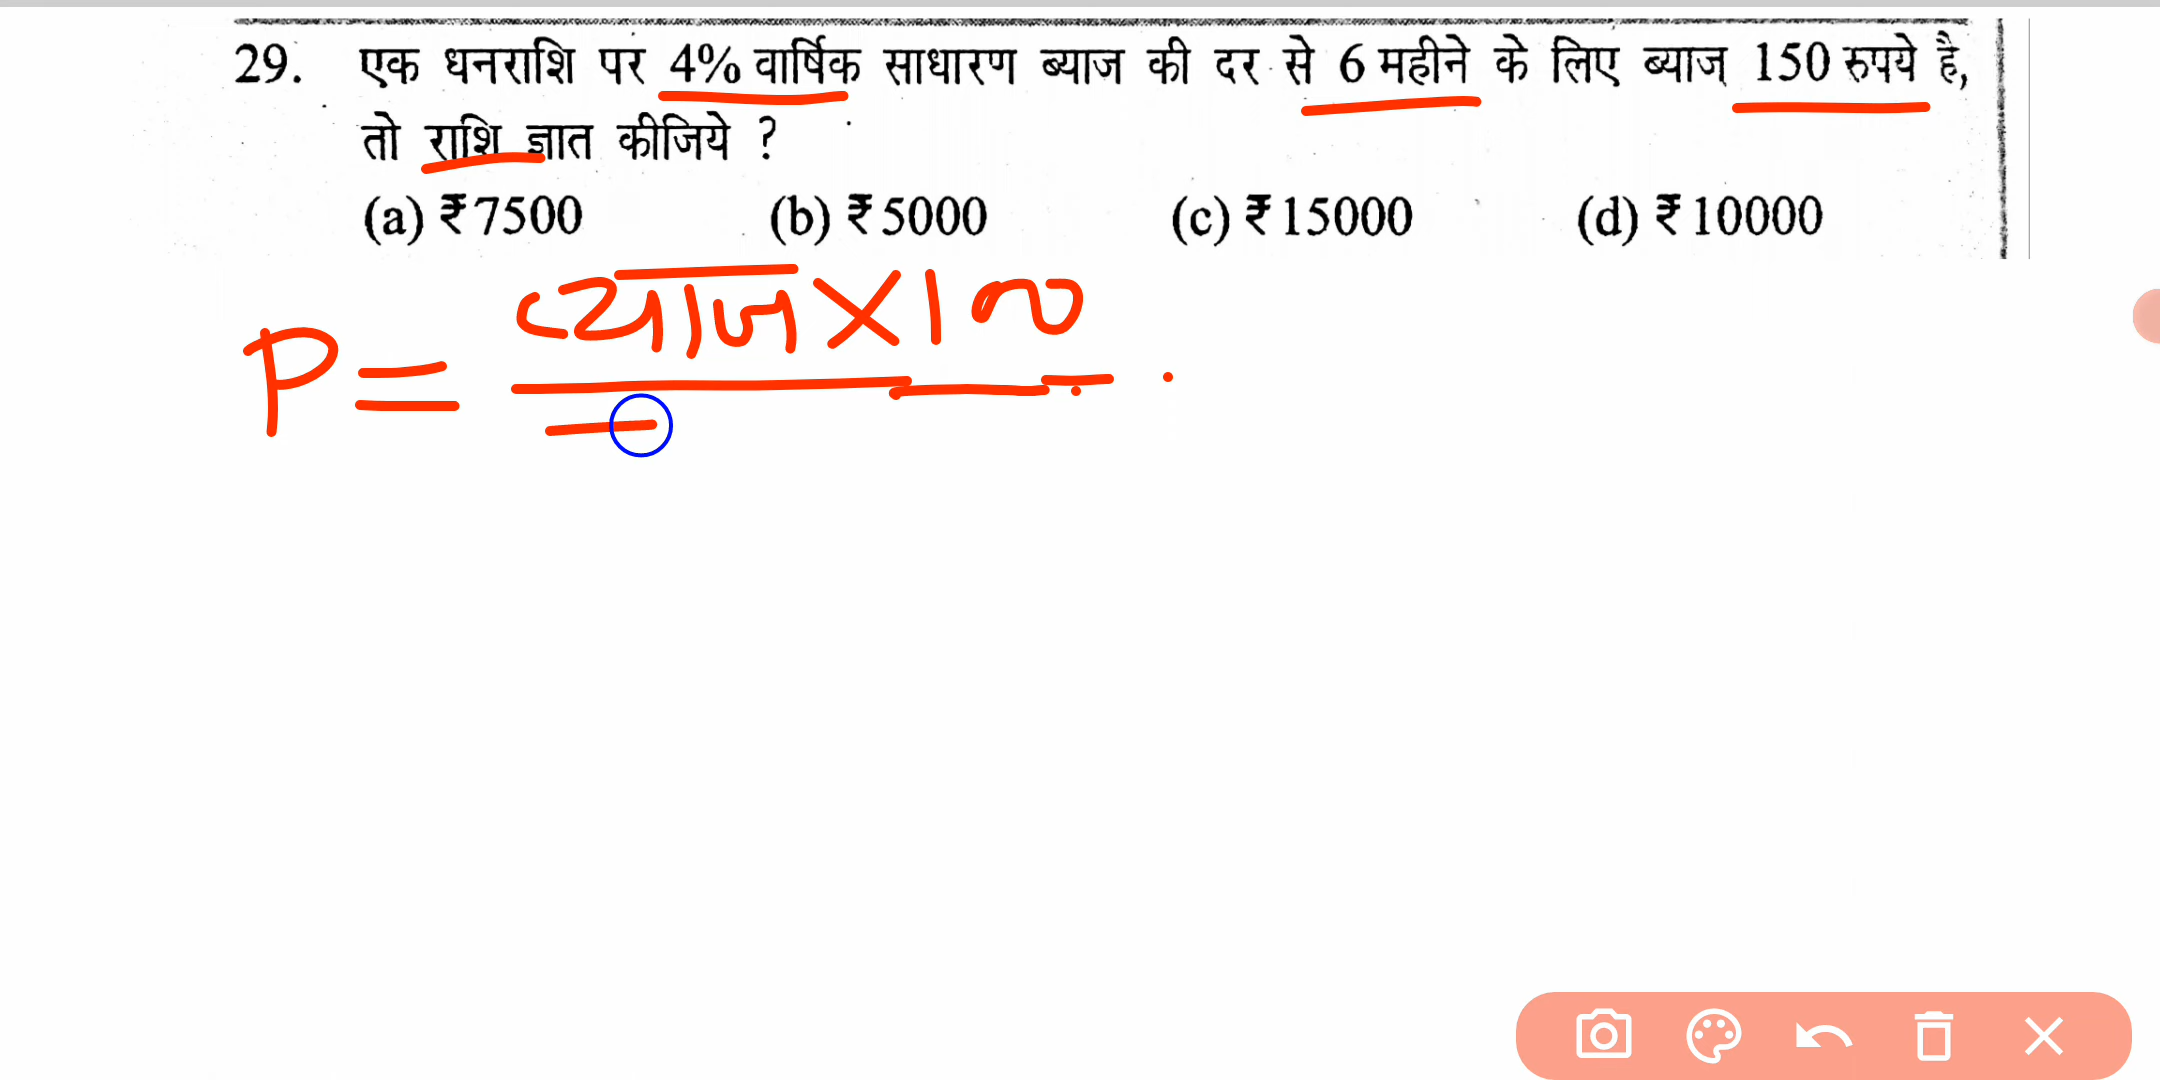 29. एक धनराशि पर 4% वार्षिक साधारण ब्याज की दर से 6 महीने के लिए ब्याज 150 रुपये है,
तो राशि ज्ञात कीजिये ?
(a) ₹7500 (b) ₹5000 (c) ₹15000 (d) ₹10000
P = ब्याज × 100